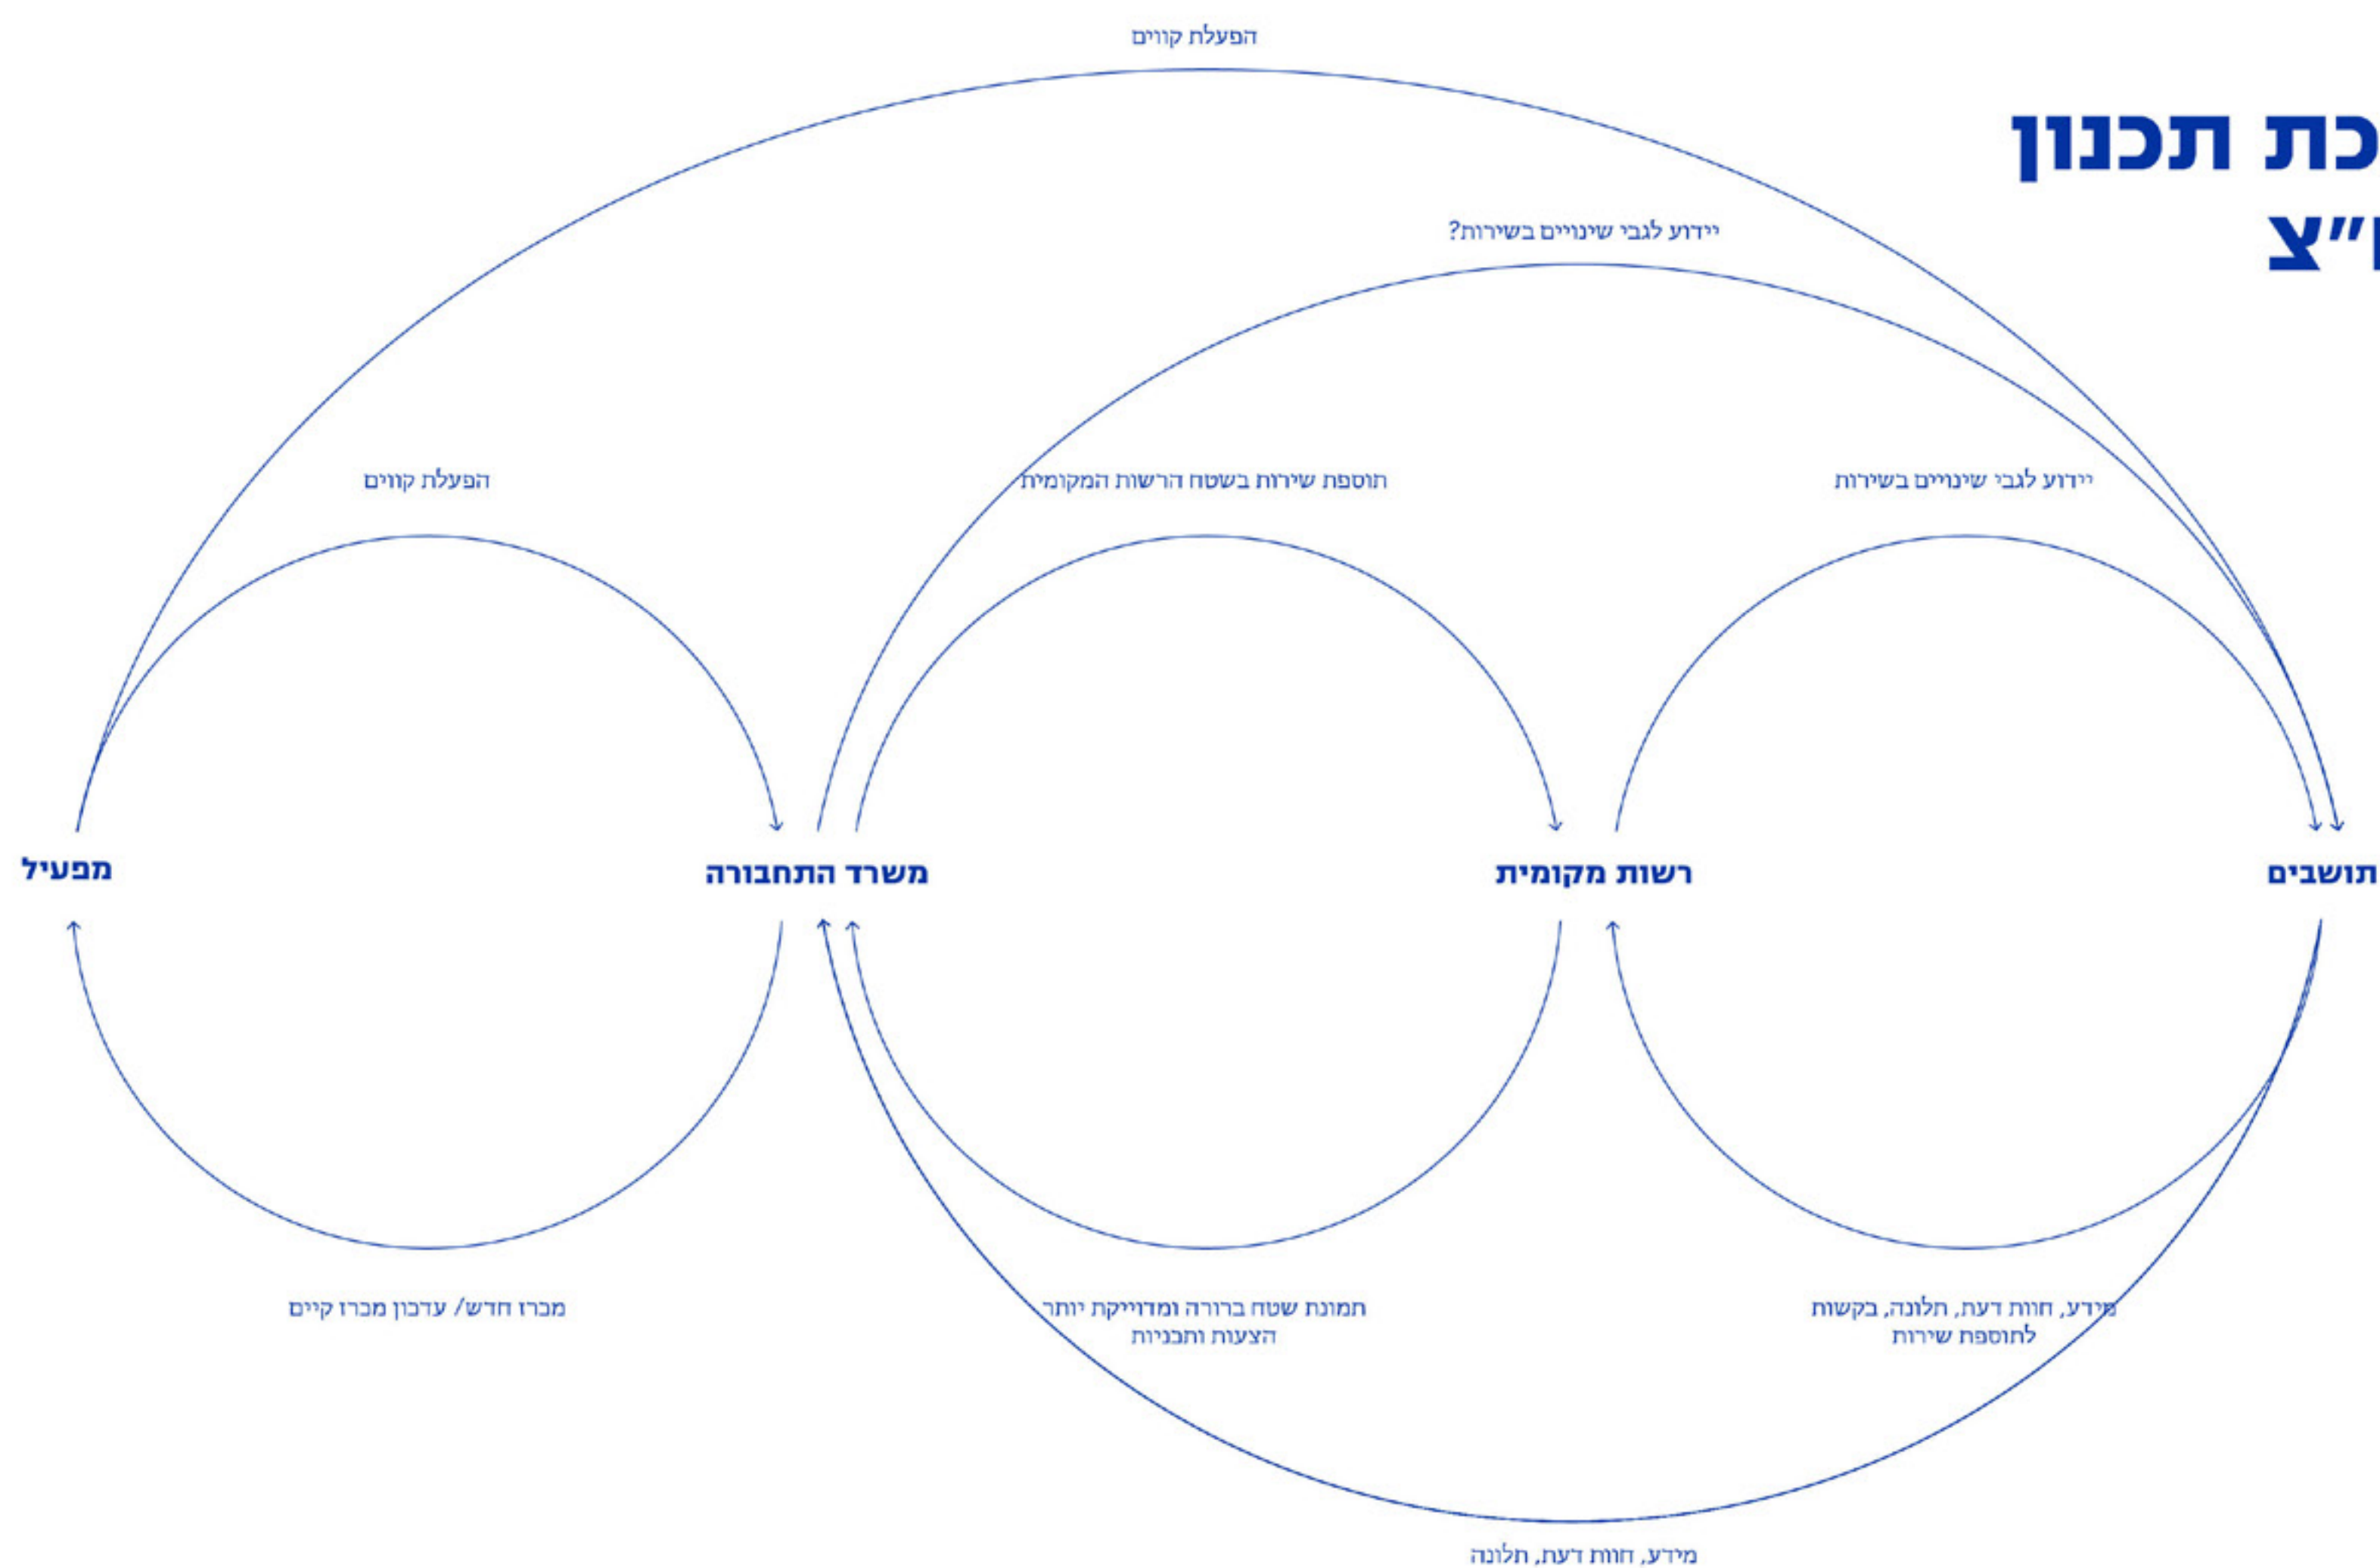 הפעלת קווים
כת תכנון
״צ
יידוע לגבי שינויים בשירות?
יידוע לגבי שינויים בשירות
תוספת שירות בשטח הרשות המקומית
הפעלת קווים
תושבים
רשות מקומית
משרד התחבורה
מפעיל
מידע, חוות דעת, תלונה, בקשות
לתוספת שירות
תמונת שטח ברורה ומדוייקת יותר
הצעות ותכניות
מכרז חדש/ עדכון מכרז קיים
מידע, חוות דעת, תלונה